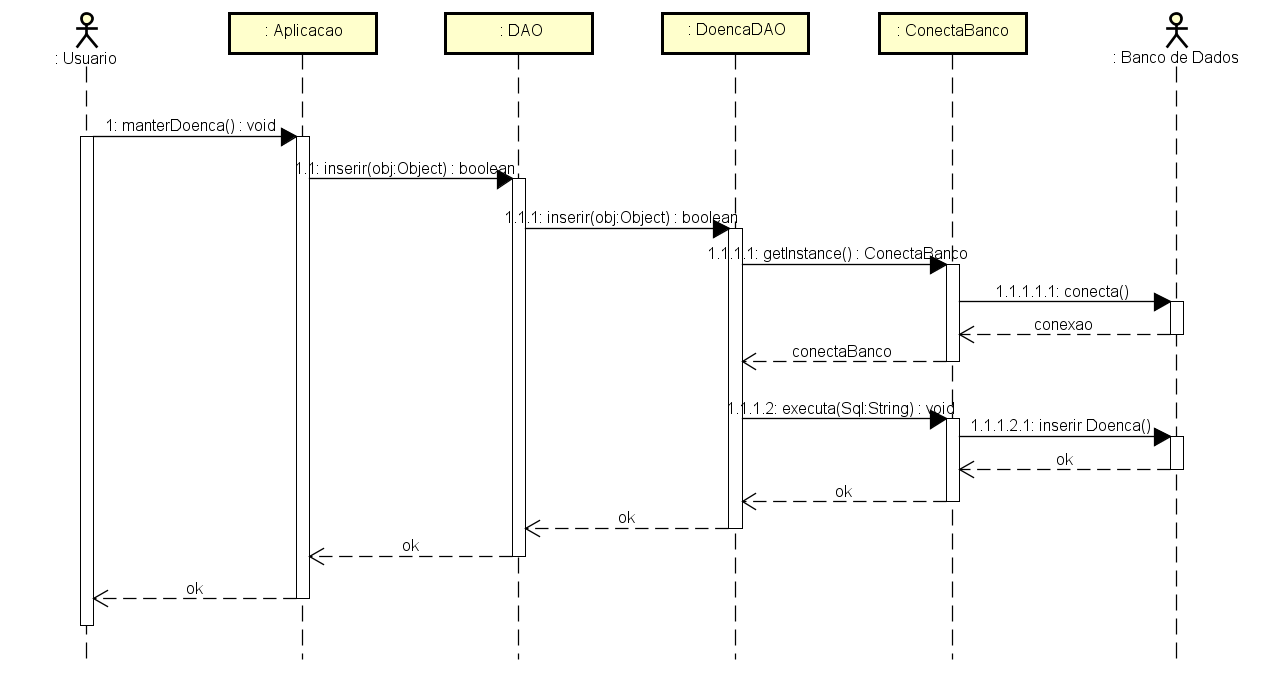 : Aplicacao
: DAO
: DoencaDAO
: ConectaBanco
: Usuario
: Banco de Dados
1: manterDoenca() : void
1.1: inserir(obj:Object) : boolean
1.1.1: inserir(obj:Object) : boolean
1.1.1.1: getInstance() : ConectaBanco
1.1.1.1.1: conecta()
conexao
conectaBanco
1.1.1.2: executa(Sql:String) : void
1.1.1.2.1: inserir Doenca()
ok
ok
ok
ok
ok